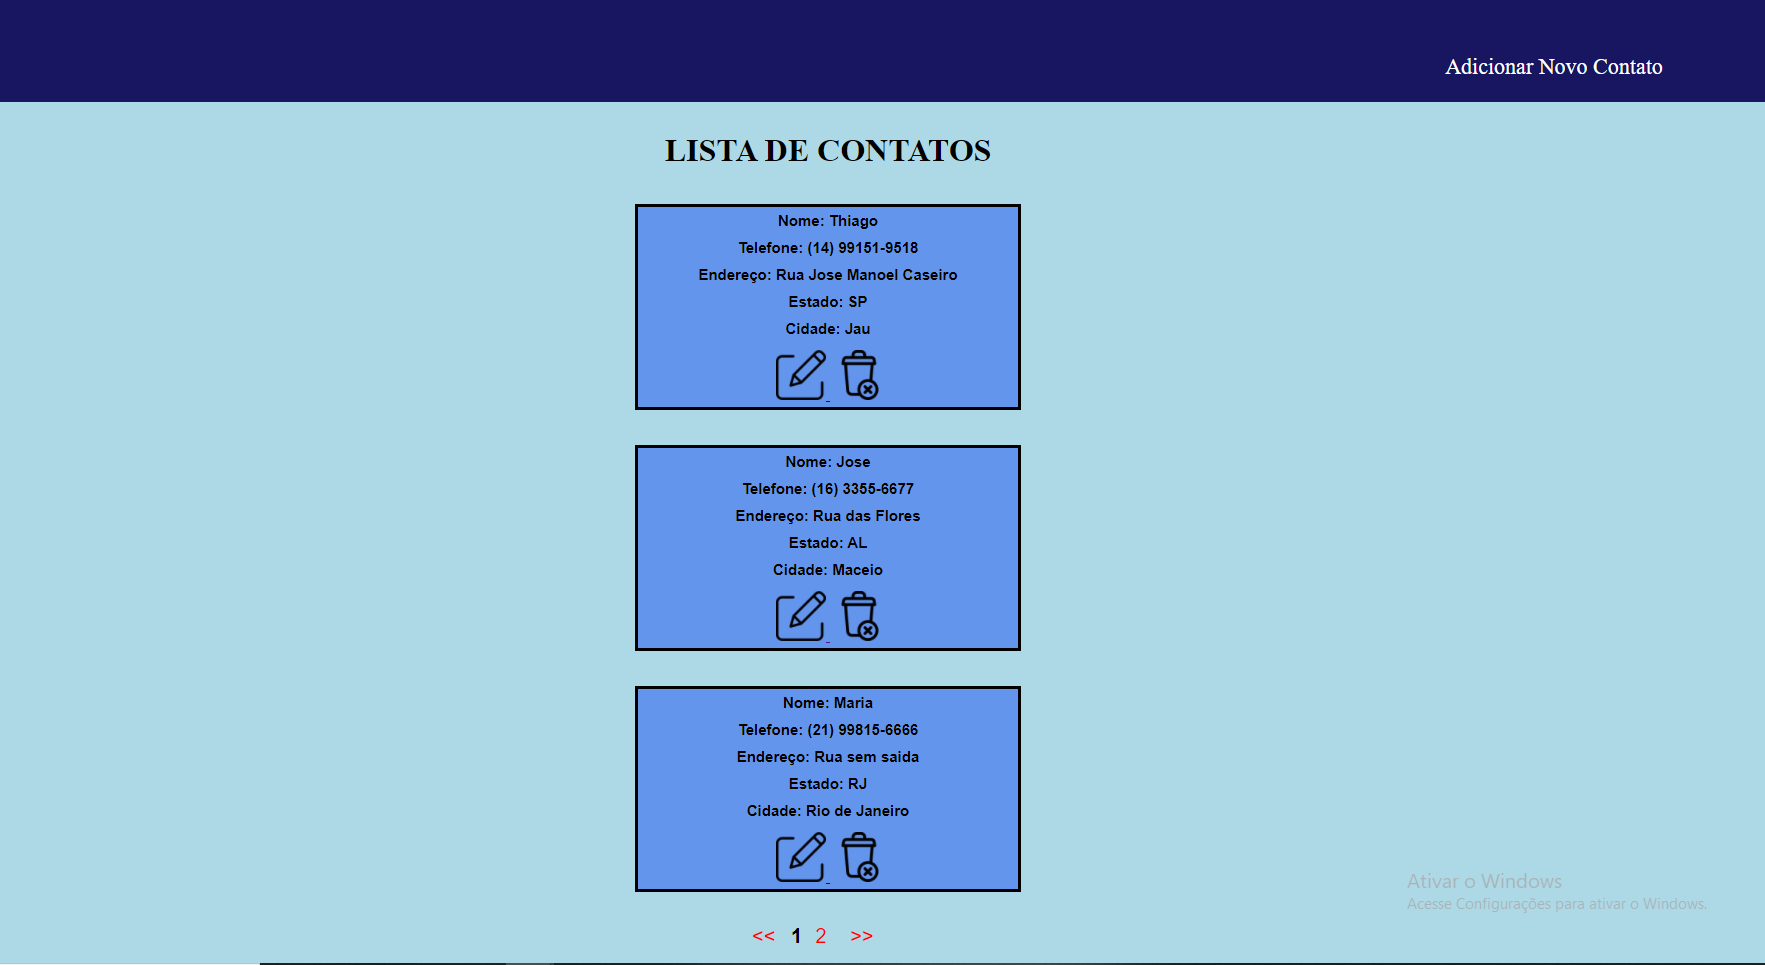 Adicionar Novo Contato
LISTA DE CONTATOS
Nome: Thiago
Telefone: (14) 99151-9518
Endereço: Rua Jose Manoel Caseiro
Estado: SP
Cidade: Jau
Nome: Jose
Telefone: (16) 3355-6677
Endereço: Rua das Flores
Estado: AL
Cidade: Maceio
Nome: Maria
Telefone: (21) 99815-6666
Endereço: Rua sem saida
Estado: RJ
Cidade: Rio de Janeiro
Ativar o Windows
Acesse Configurações para ativar o Windows.
<< 1 2 >>